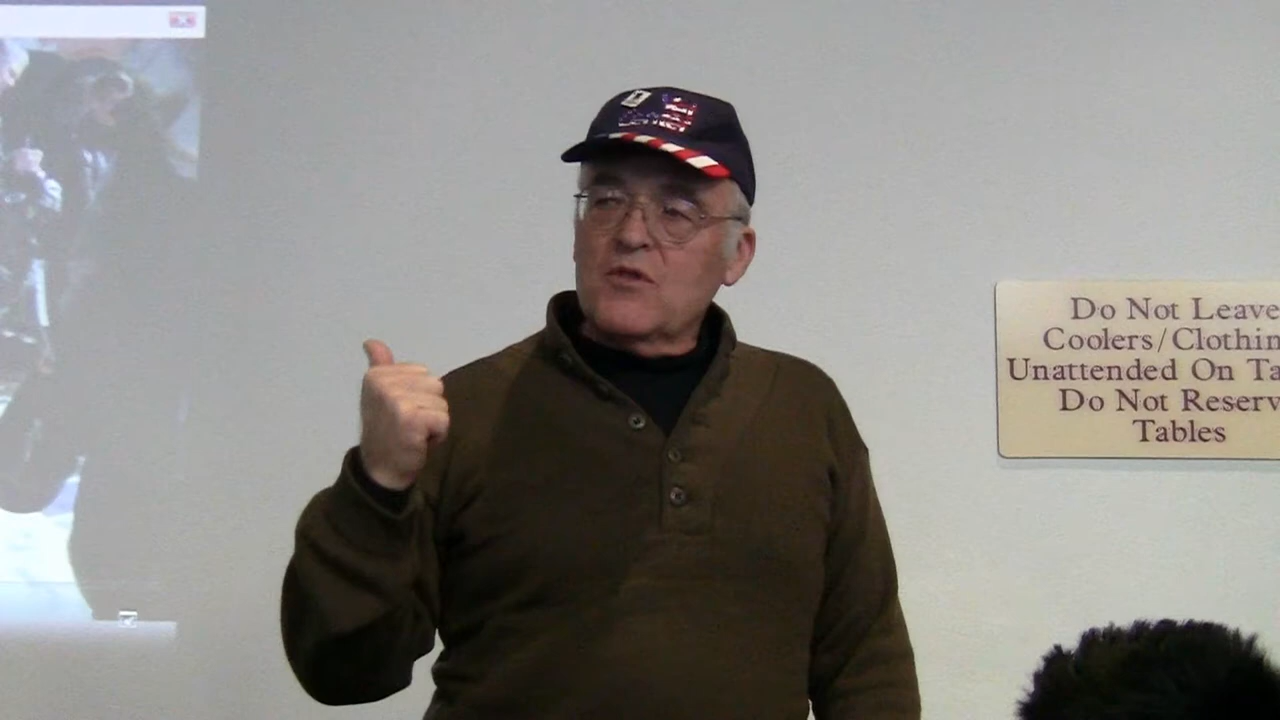 Do Not Leave
Coolers/Clothin
Unattended On Ta
Do Not Reserv
Tables